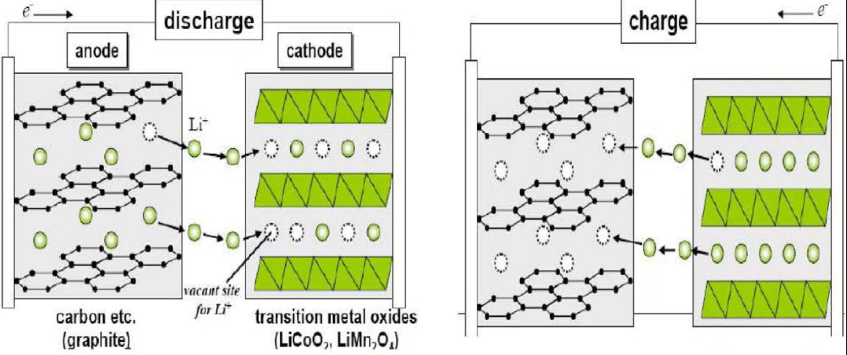 e⁻
discharge
anode
cathode
Li⁺
vacant site
for Li⁺
carbon etc.
(graphite)
transition metal oxides
(LiCoO₂, LiMn₂O₄)
charge
e⁻